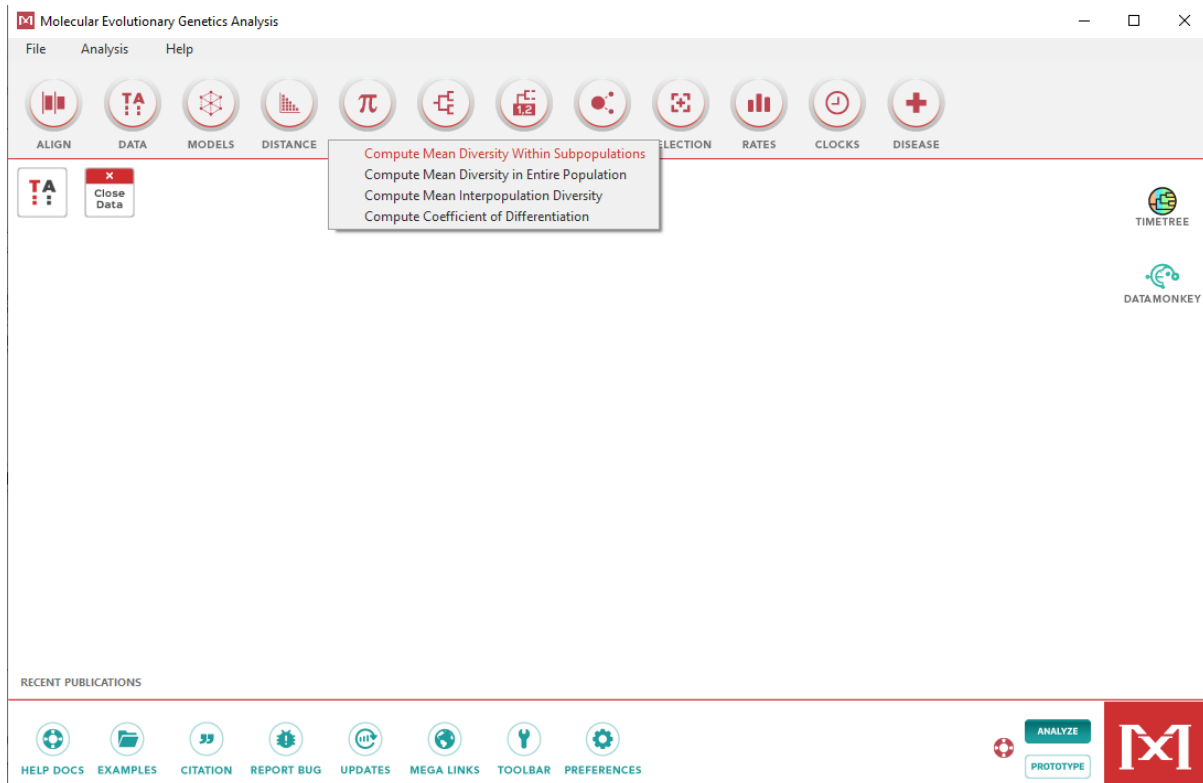 Molecular Evolutionary Genetics Analysis
File Analysis Help
TA
π
1,2
ALIGN DATA MODELS DISTANCE ELECTION RATES CLOCKS DISEASE
Compute Mean Diversity Within Subpopulations
Compute Mean Diversity in Entire Population
Compute Mean Interpopulation Diversity
Compute Coefficient of Differentiation
TA
Close
Data
TIMETREE
DATAMONKEY
RECENT PUBLICATIONS
HELP DOCS EXAMPLES CITATION REPORT BUG UPDATES MEGA LINKS TOOLBAR PREFERENCES
ANALYZE
PROTOTYPE
M